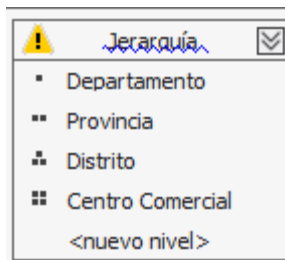 Jerarquía
Departamento
Provincia
Distrito
Centro Comercial
<nuevo nivel>